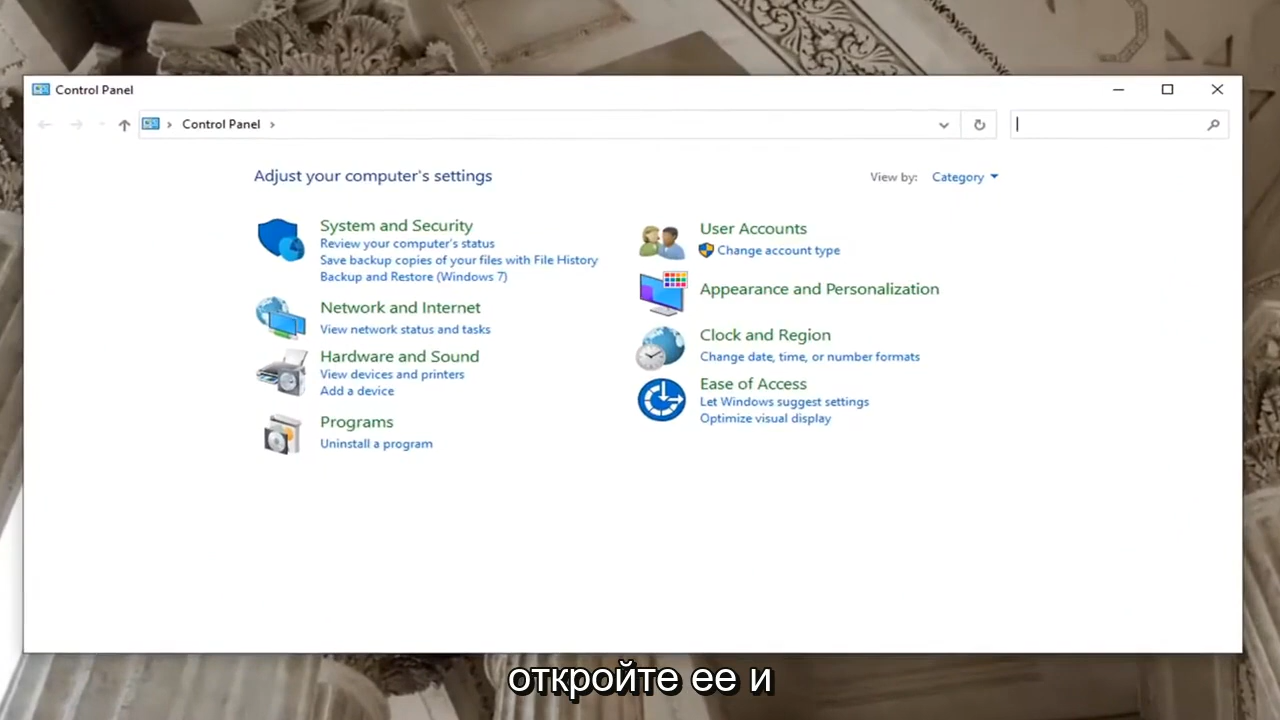 Control Panel
Control Panel
Adjust your computer's settings
View by: Category
System and Security
Review your computer's status
Save backup copies of your files with File History
Backup and Restore (Windows 7)
Network and Internet
View network status and tasks
Hardware and Sound
View devices and printers
Add a device
Programs
Uninstall a program
User Accounts
Change account type
Appearance and Personalization
Clock and Region
Change date, time, or number formats
Ease of Access
Let Windows suggest settings
Optimize visual display
откройте ее и